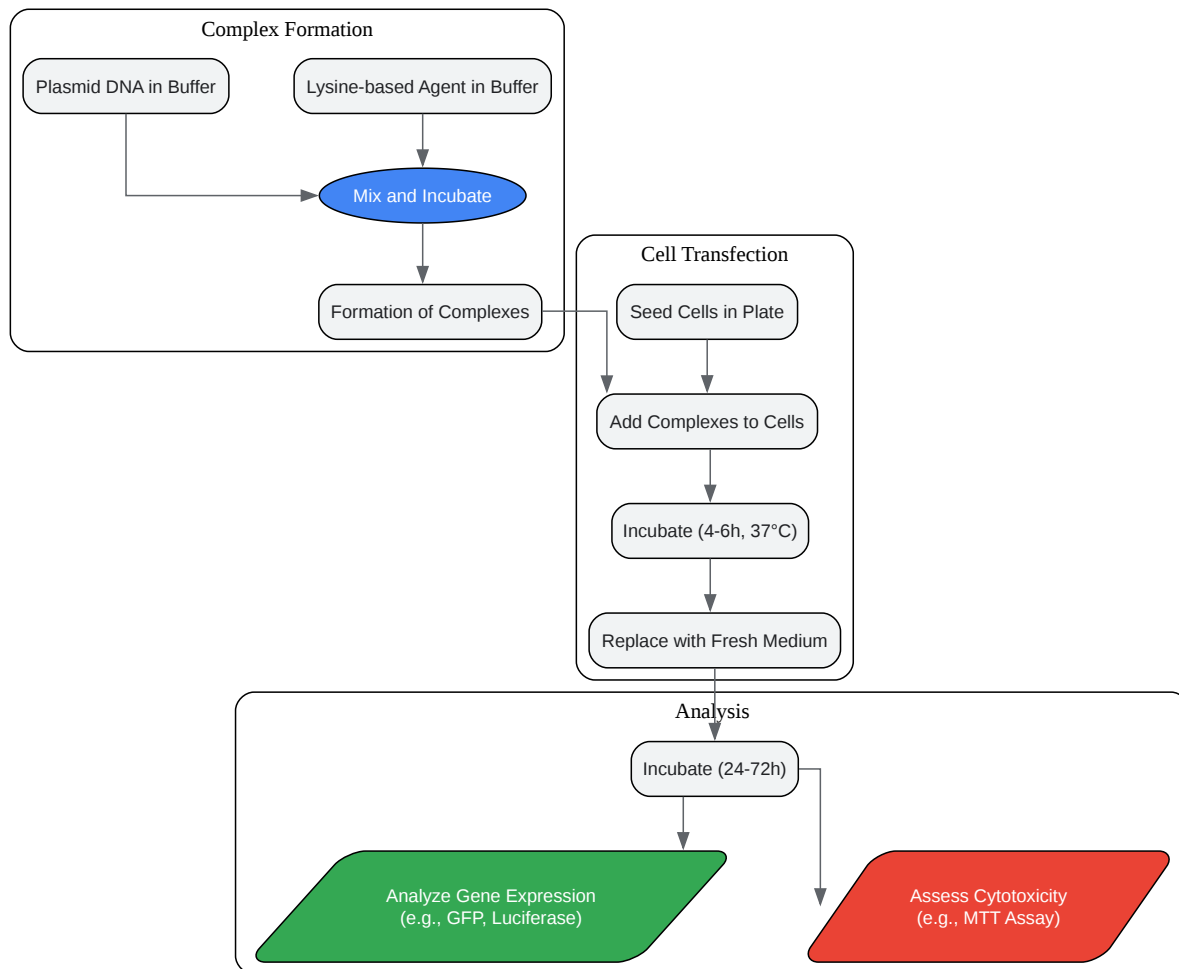 Complex Formation
Plasmid DNA in Buffer
Lysine-based Agent in Buffer
Mix and Incubate
Formation of Complexes
Cell Transfection
Seed Cells in Plate
Add Complexes to Cells
Incubate (4-6h, 37°C)
Replace with Fresh Medium
Analysis
Incubate (24-72h)
Analyze Gene Expression
(e.g., GFP, Luciferase)
Assess Cytotoxicity
(e.g., MTT Assay)